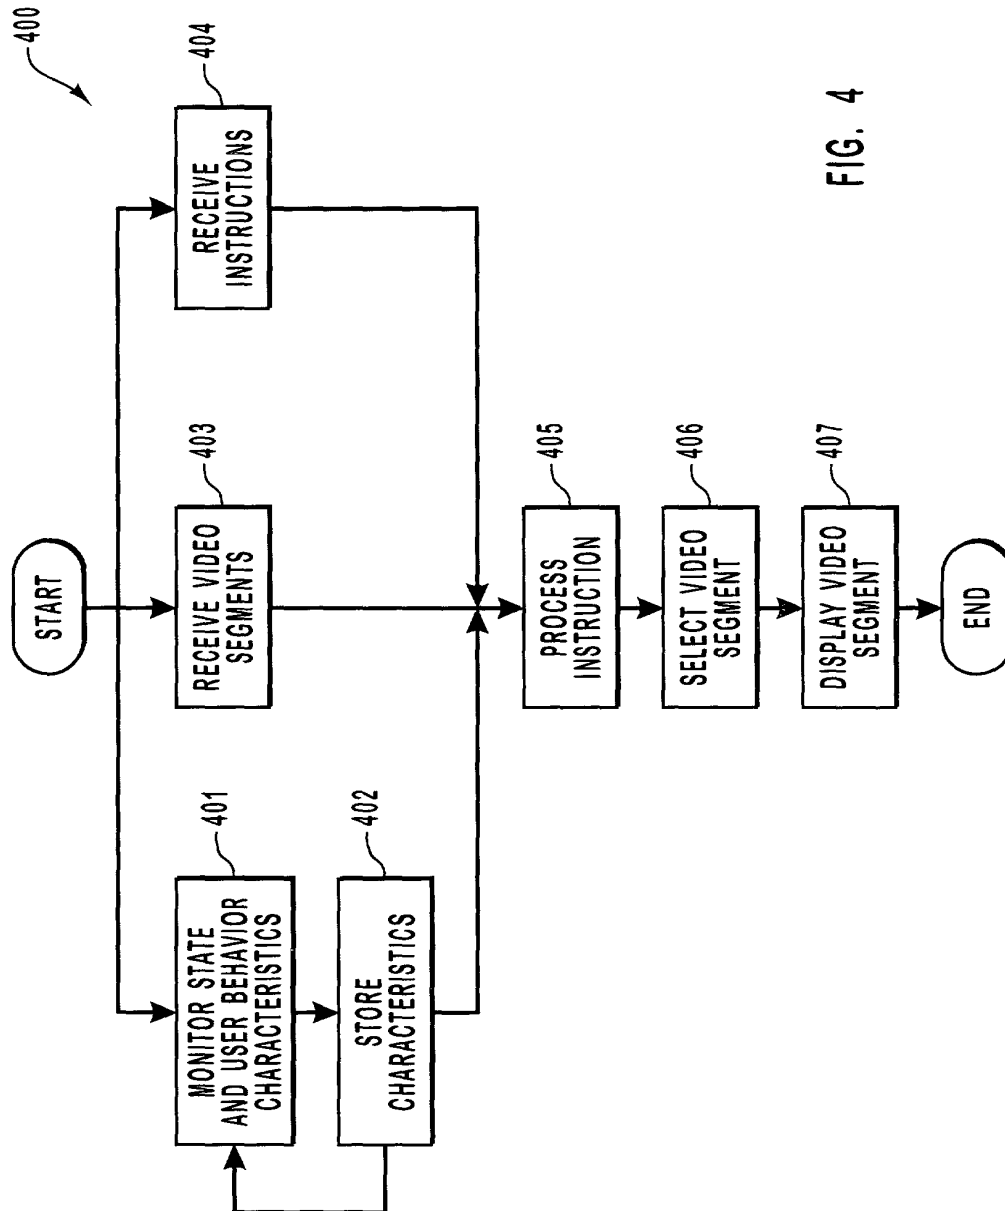 400
START
MONITOR STATE
AND USER BEHAVIOR
CHARACTERISTICS
401
RECEIVE VIDEO
SEGMENTS
403
RECEIVE
INSTRUCTIONS
404
STORE
CHARACTERISTICS
402
PROCESS
INSTRUCTION
405
SELECT VIDEO
SEGMENT
406
DISPLAY VIDEO
SEGMENT
407
END
FIG. 4